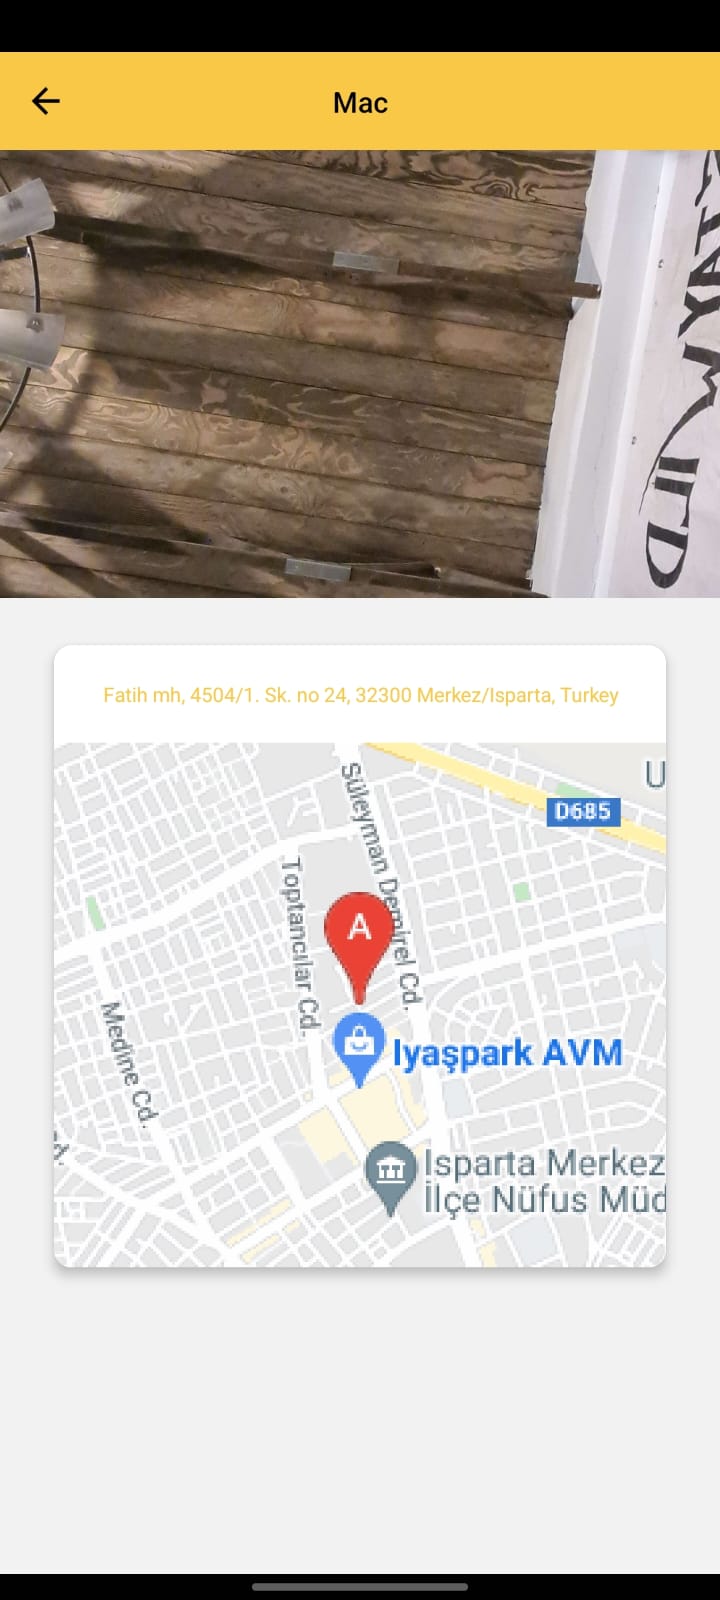 Mac
Fatih mh, 4504/1. Sk. no 24, 32300 Merkez/Isparta, Turkey
U
D685
Süleyman Demirel Cd.
Toptancılar Cd.
Medine Cd.
A
Iyaşpark AVM
Isparta Merkez
İlçe Nüfus Müd